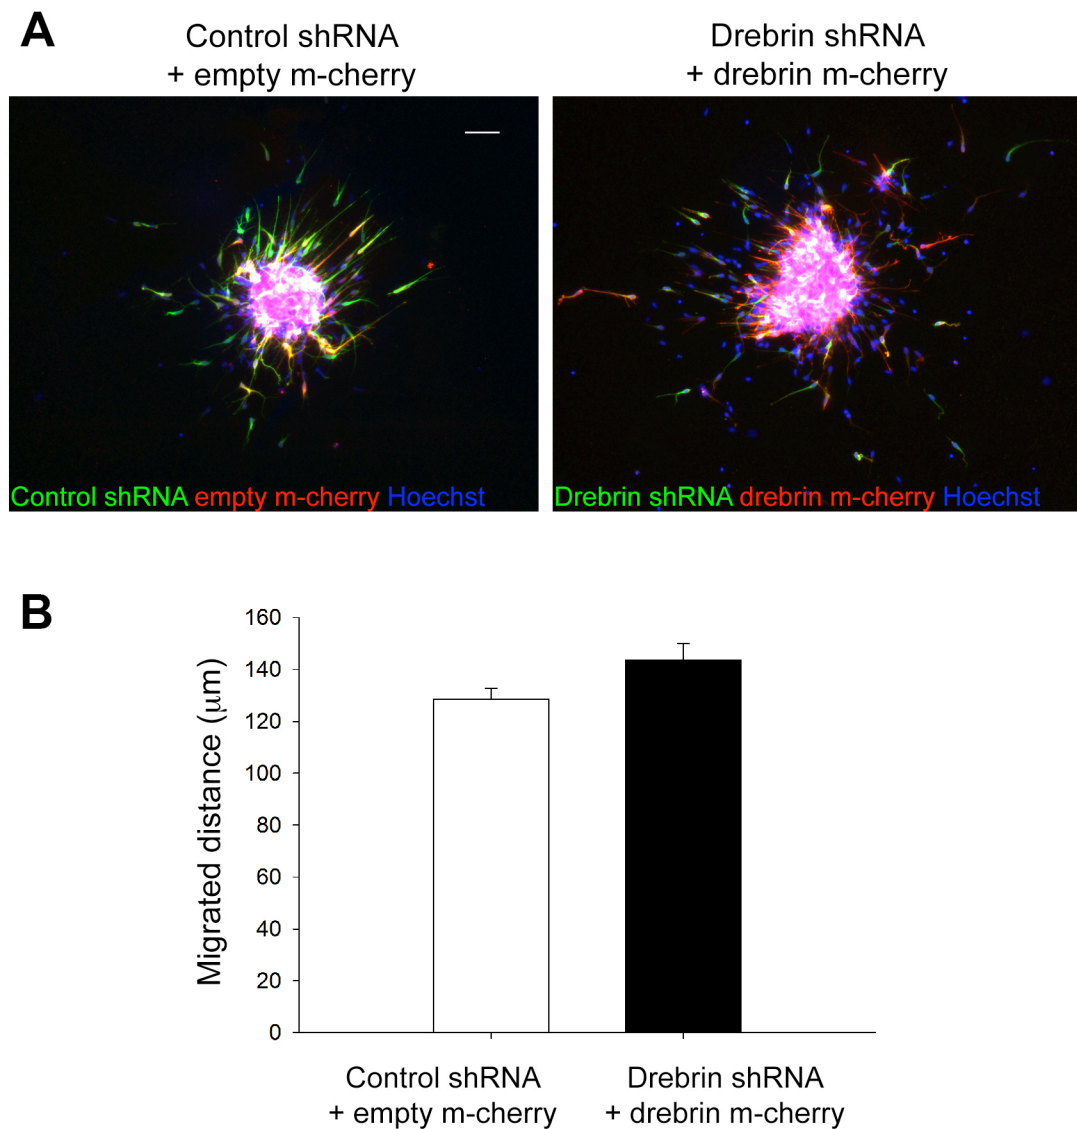 A
Control shRNA
+ empty m-cherry
Drebrin shRNA
+ drebrin m-cherry
Control shRNA empty m-cherry Hoechst
Drebrin shRNA drebrin m-cherry Hoechst
B
Migrated distance (μm)
160
140
120
100
80
60
40
20
0
Control shRNA
+ empty m-cherry
Drebrin shRNA
+ drebrin m-cherry